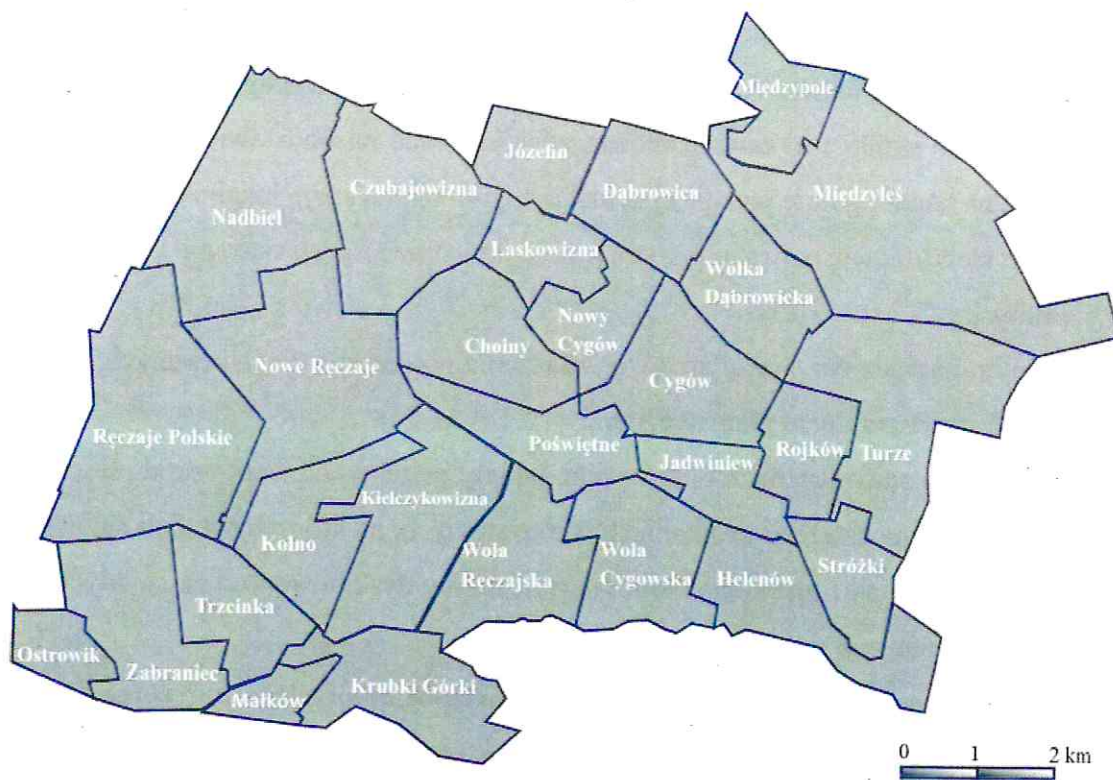 Międzypole
Józefin
Czubajowizna
Dąbrowica
Międzyleś
Nadbiel
Laskowizna
Wólka
Dąbrowicka
Nowy
Cygów
Choiny
Nowe Ręczaje
Cygów
Ręczaje Polskie
Poświętne
Jadwiniew
Rojków
Turze
Kielczykowizna
Kolno
Wola
Ręczajska
Wola
Cygowska
Helenów
Stróżki
Trzcinka
Ostrowik
Zabraniec
Małków
Krubki Górki
0 1 2 km